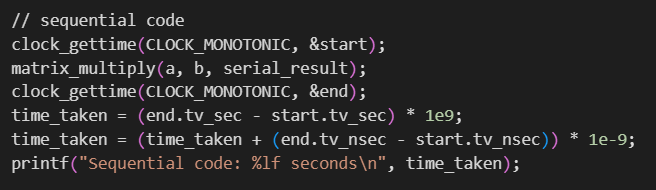 // sequential code
clock_gettime(CLOCK_MONOTONIC, &start);
matrix_multiply(a, b, serial_result);
clock_gettime(CLOCK_MONOTONIC, &end);
time_taken = (end.tv_sec - start.tv_sec) * 1e9;
time_taken = (time_taken + (end.tv_nsec - start.tv_nsec)) * 1e-9;
printf("Sequential code: %lf seconds\n", time_taken);